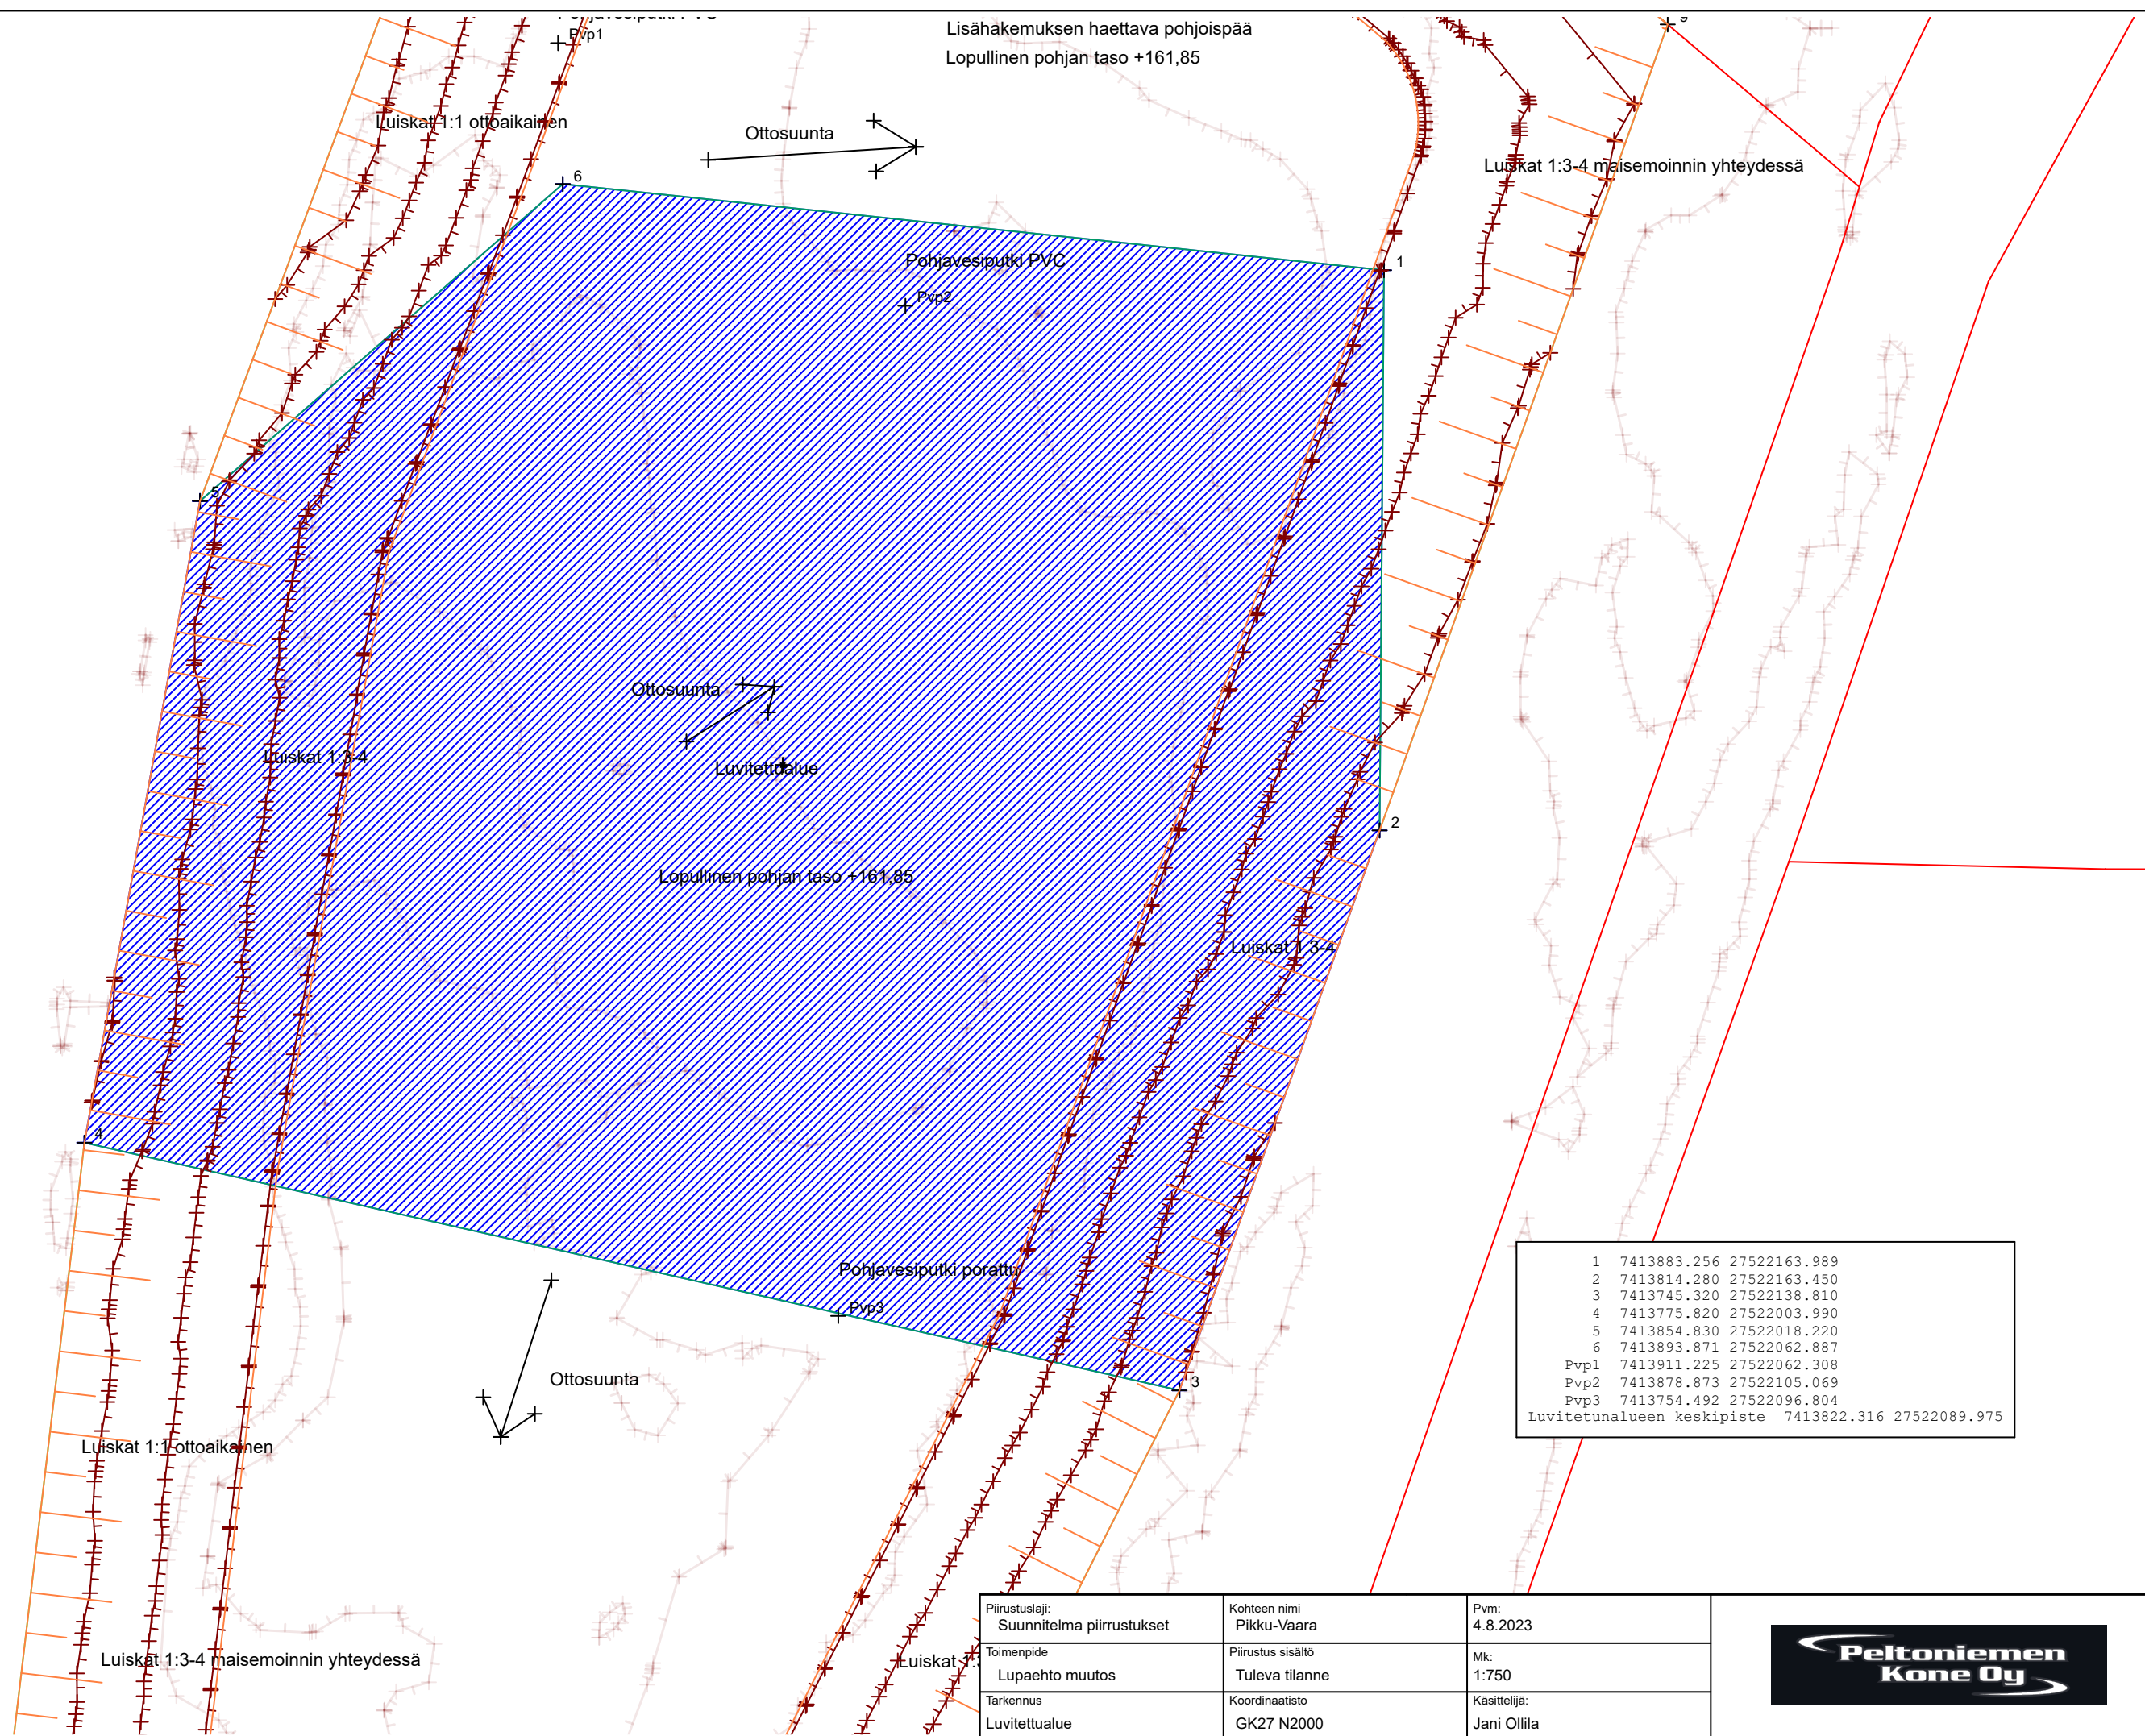 Pvp1
Lisähakemuksen haettava pohjoispää
Lopullinen pohjan taso +161,85
9
Luiskat 1:1 ottoaikainen
Ottosuunta
Luiskat 1:3-4 maisemoinnin yhteydessä
6
Pohjavesiputki PVC
1
Pvp2
5
Ottosuunta
Luiskat 1:3-4
Luvitettualue
2
Lopullinen pohjan taso +161,85
Luiskat 1:3-4
4
Pohjavesiputki porattu
Pvp3
1 7413883.256 27522163.989
2 7413814.280 27522163.450
3 7413745.320 27522138.810
4 7413775.820 27522003.990
5 7413854.830 27522018.220
6 7413893.871 27522062.887
Pvp1 7413911.225 27522062.308
Pvp2 7413878.873 27522105.069
Pvp3 7413754.492 27522096.804
Luvitetunalueen keskipiste 7413822.316 27522089.975
Ottosuunta
3
Luiskat 1:1 ottoaikainen
Luiskat 1:3-4 maisemoinnin yhteydessä
Luiskat
Piirustuslaji:
Suunnitelma piirrustukset
Kohteen nimi
Pikku-Vaara
Pvm:
4.8.2023
Toimenpide
Lupaehto muutos
Piirustus sisältö
Tuleva tilanne
Mk:
1:750
Tarkennus
Luvitettualue
Koordinaatisto
GK27 N2000
Käsittelijä:
Jani Ollila
Peltoniemen
Kone Oy